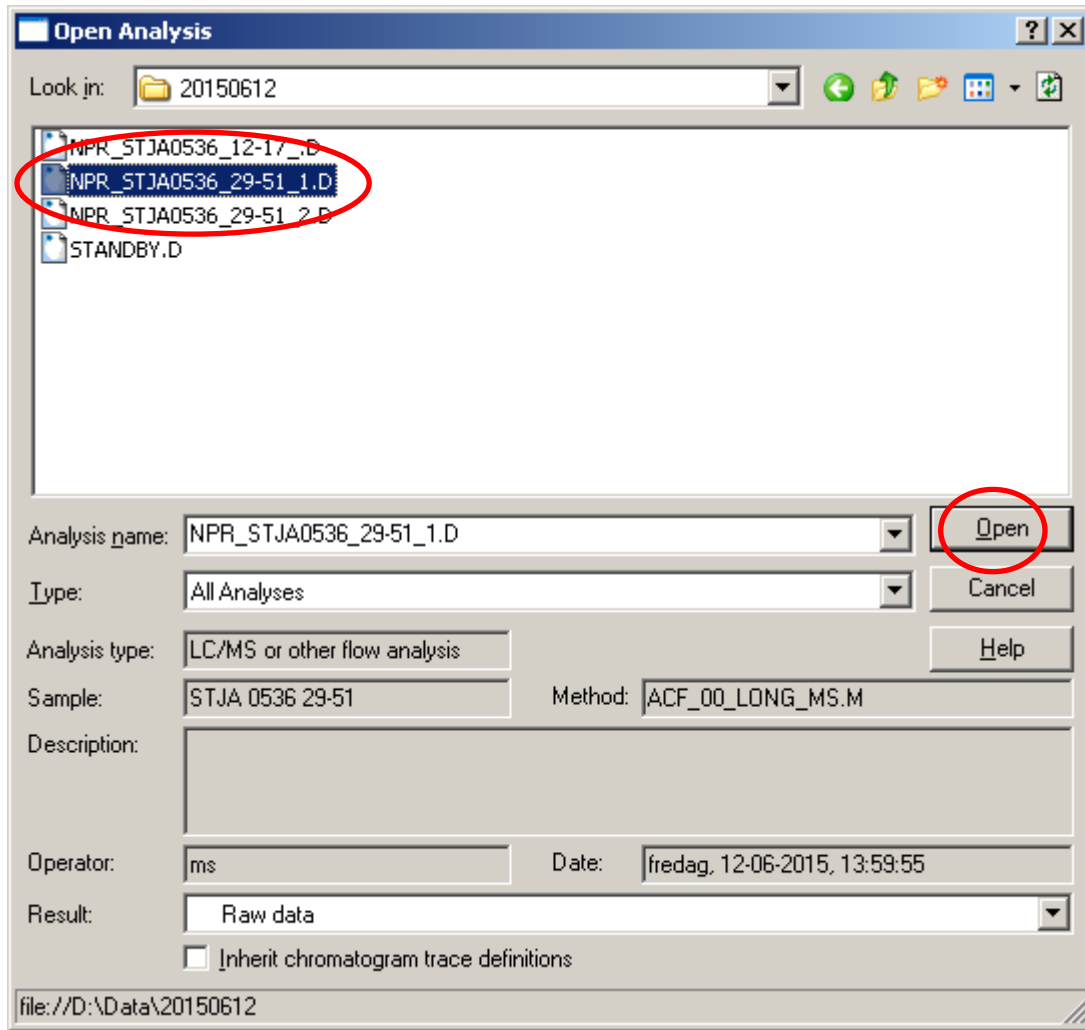 Open Analysis
Look in: 20150612
NPR_STJA0536_12-17_.D
NPR_STJA0536_29-51_1.D
NPR_STJA0536_29-51_2.D
STANDBY.D
Analysis name: NPR_STJA0536_29-51_1.D Open
Type: All Analyses Cancel
Analysis type: LC/MS or other flow analysis Help
Sample: STJA 0536 29-51 Method: ACF_00_LONG_MS.M
Description:
Operator: ms Date: fredag, 12-06-2015, 13:59:55
Result: Raw data
Inherit chromatogram trace definitions
file://D:\Data\20150612